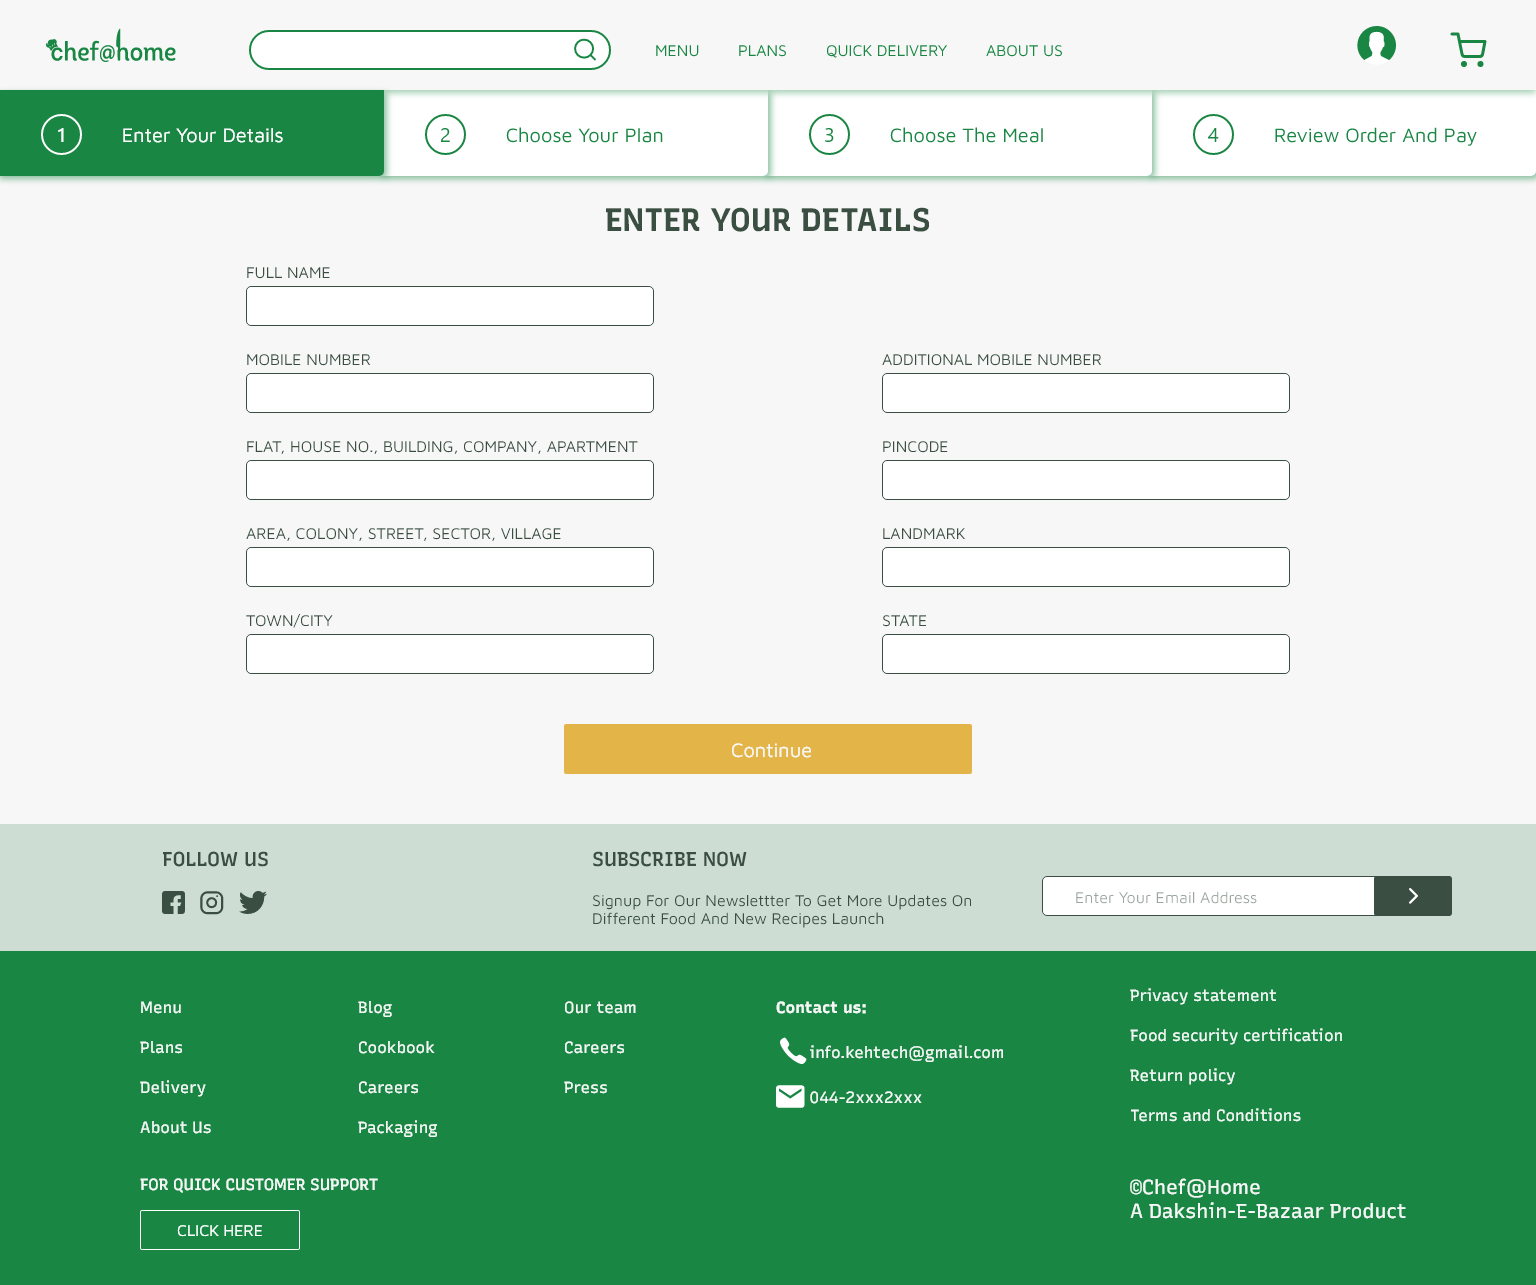 chef@home
MENU
PLANS
QUICK DELIVERY
ABOUT US
1
Enter Your Details
2
Choose Your Plan
3
Choose The Meal
4
Review Order And Pay
ENTER YOUR DETAILS
FULL NAME
MOBILE NUMBER
ADDITIONAL MOBILE NUMBER
FLAT, HOUSE NO., BUILDING, COMPANY, APARTMENT
PINCODE
AREA, COLONY, STREET, SECTOR, VILLAGE
LANDMARK
TOWN/CITY
STATE
Continue
FOLLOW US
SUBSCRIBE NOW
Signup For Our Newslettter To Get More Updates On
Different Food And New Recipes Launch
Enter Your Email Address
Menu
Plans
Delivery
About Us
Blog
Cookbook
Careers
Packaging
Our team
Careers
Press
Contact us:
info.kehtech@gmail.com
044-2xxx2xxx
Privacy statement
Food security certification
Return policy
Terms and Conditions
FOR QUICK CUSTOMER SUPPORT
CLICK HERE
©Chef@Home
A Dakshin-E-Bazaar Product